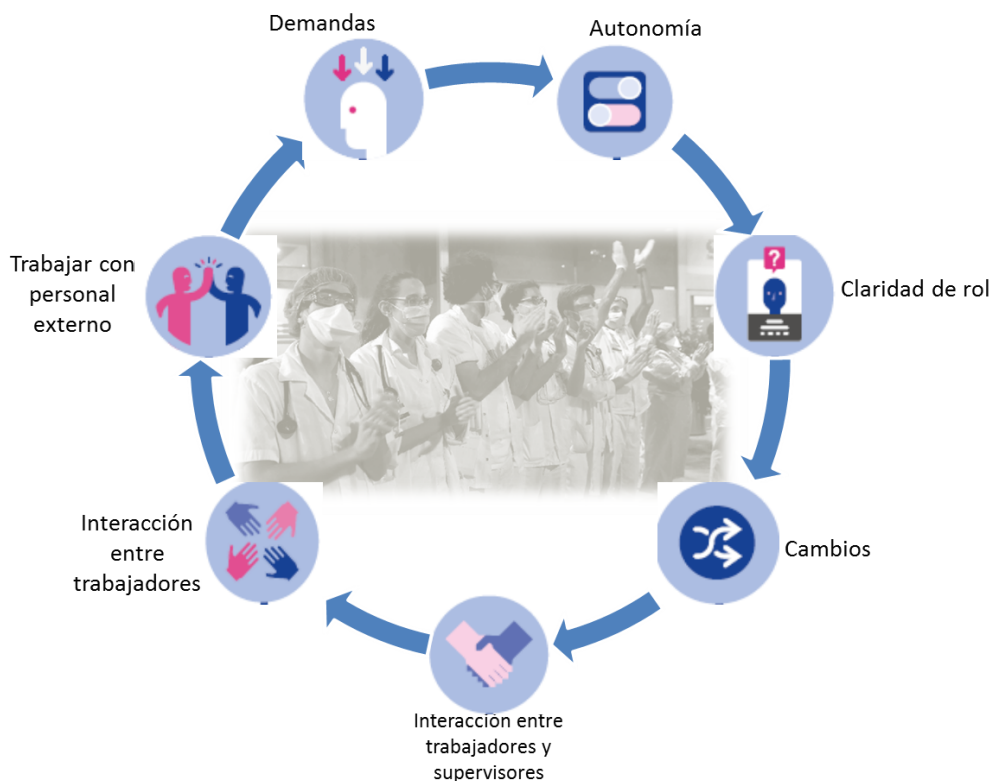 Demandas
Autonomía
Claridad de rol
Cambios
Interacción entre
trabajadores y
supervisores
Interacción
entre
trabajadores
Trabajar con
personal
externo
?